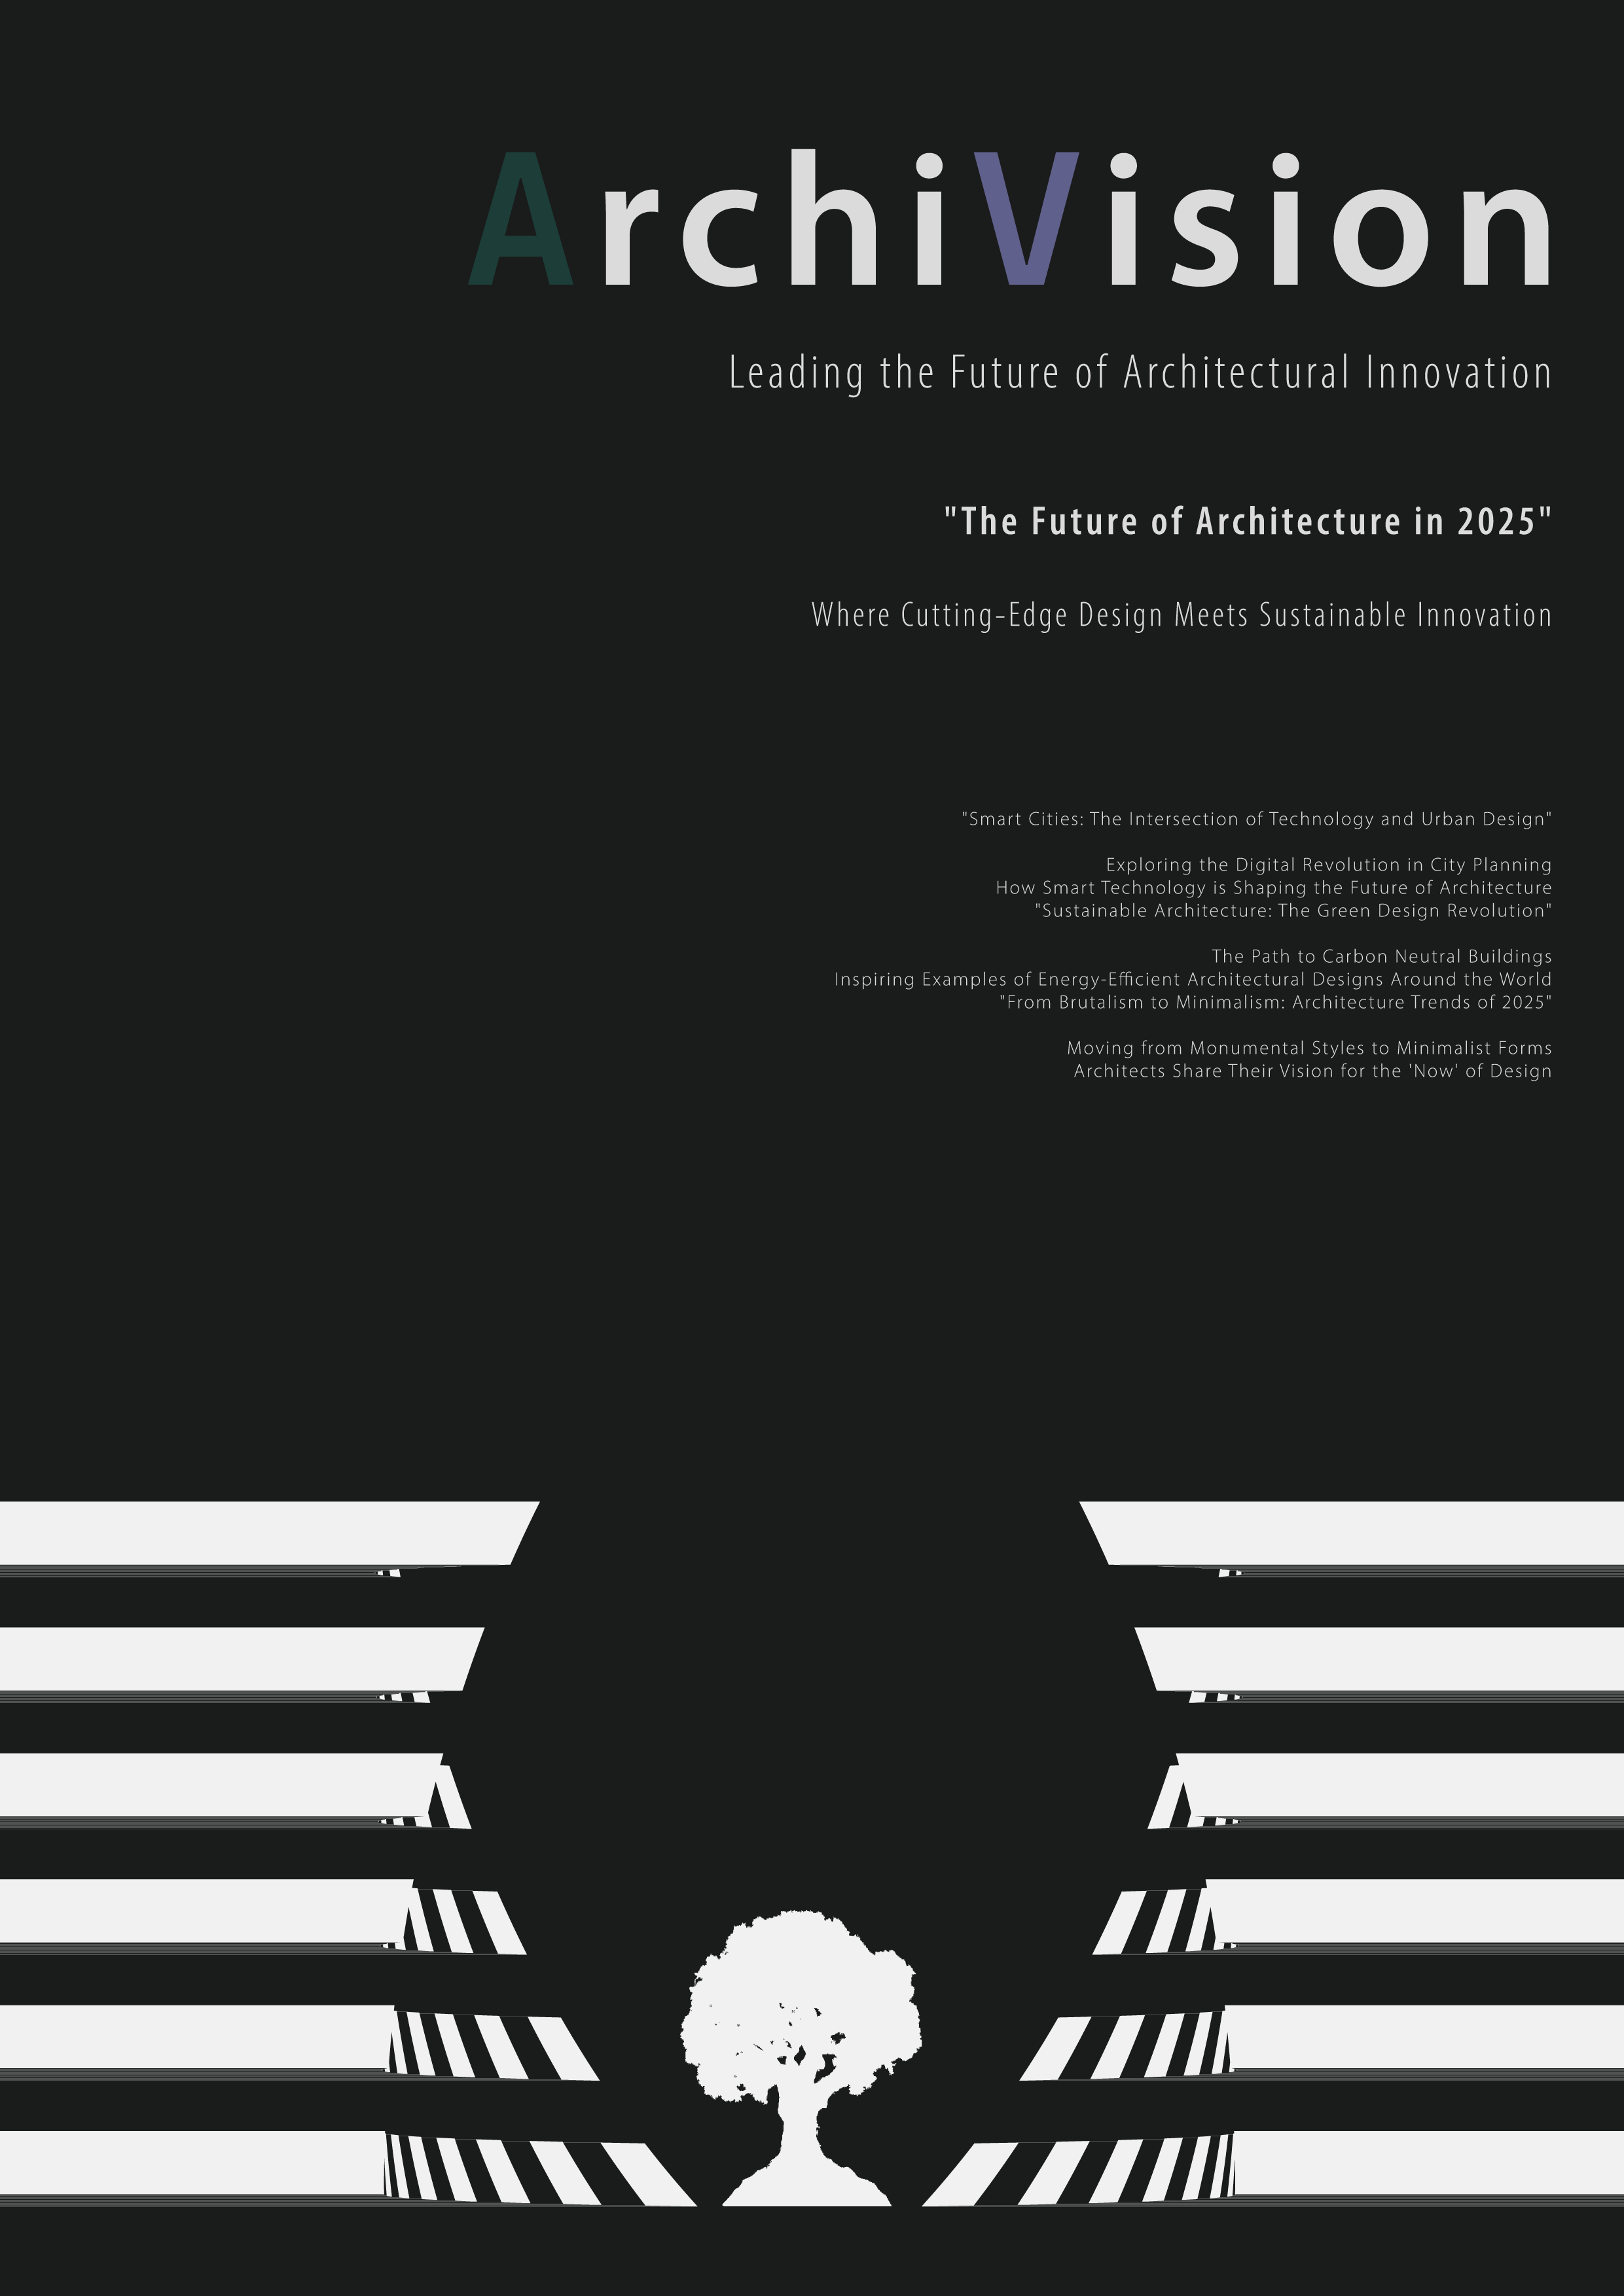 ArchiVision
Leading the Future of Architectural Innovation
"The Future of Architecture in 2025"
Where Cutting-Edge Design Meets Sustainable Innovation
"Smart Cities: The Intersection of Technology and Urban Design"
Exploring the Digital Revolution in City Planning
How Smart Technology is Shaping the Future of Architecture
"Sustainable Architecture: The Green Design Revolution"
The Path to Carbon Neutral Buildings
Inspiring Examples of Energy-Efficient Architectural Designs Around the World
"From Brutalism to Minimalism: Architecture Trends of 2025"
Moving from Monumental Styles to Minimalist Forms
Architects Share Their Vision for the 'Now' of Design